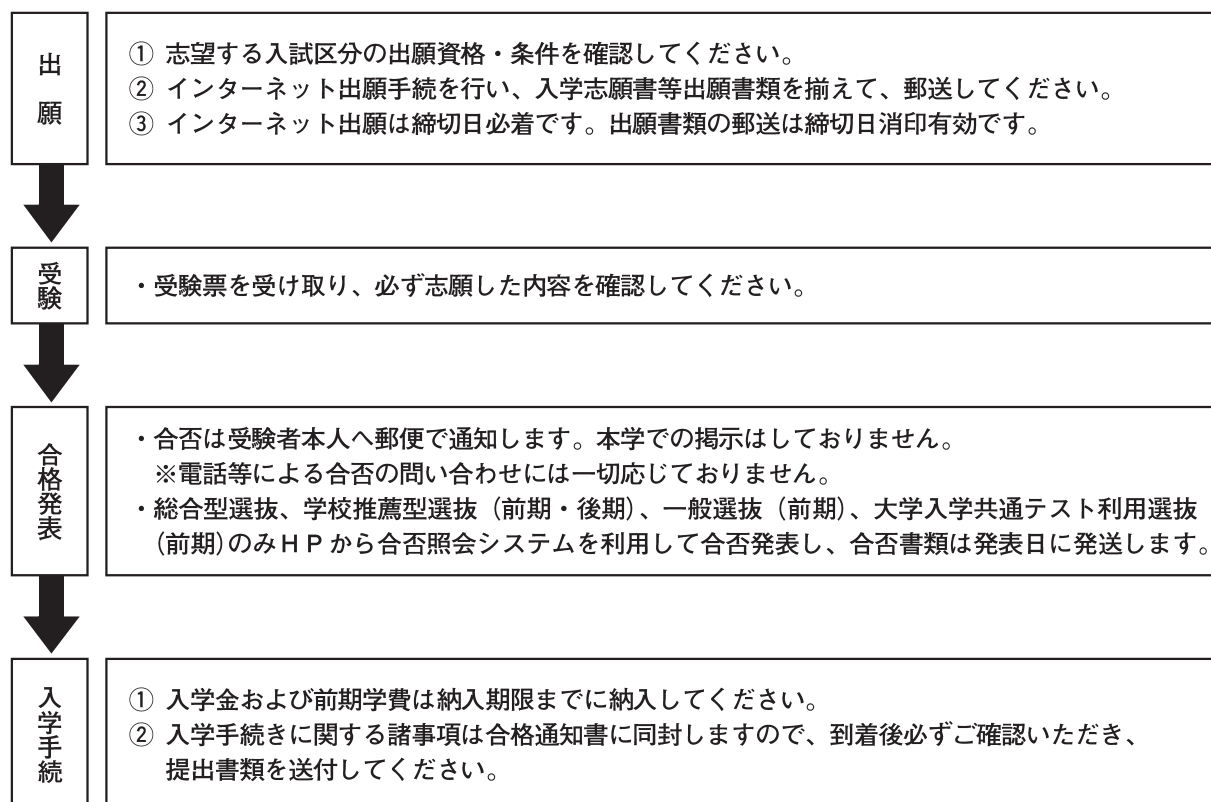 出願
① 志望する入試区分の出願資格・条件を確認してください。
② インターネット出願手続を行い、入学志願書等出願書類を揃えて、郵送してください。
③ インターネット出願は締切日必着です。出願書類の郵送は締切日消印有効です。
受験
・受験票を受け取り、必ず志願した内容を確認してください。
合格発表
・合否は受験者本人へ郵便で通知します。本学での掲示はしておりません。
※電話等による合否の問い合わせには一切応じておりません。
・総合型選抜、学校推薦型選抜（前期・後期）、一般選抜（前期）、大学入学共通テスト利用選抜
（前期）のみＨＰから合否照会システムを利用して合否発表し、合否書類は発表日に発送します。
入学手続
① 入学金および前期学費は納入期限までに納入してください。
② 入学手続きに関する諸事項は合格通知書に同封しますので、到着後必ずご確認いただき、
提出書類を送付してください。